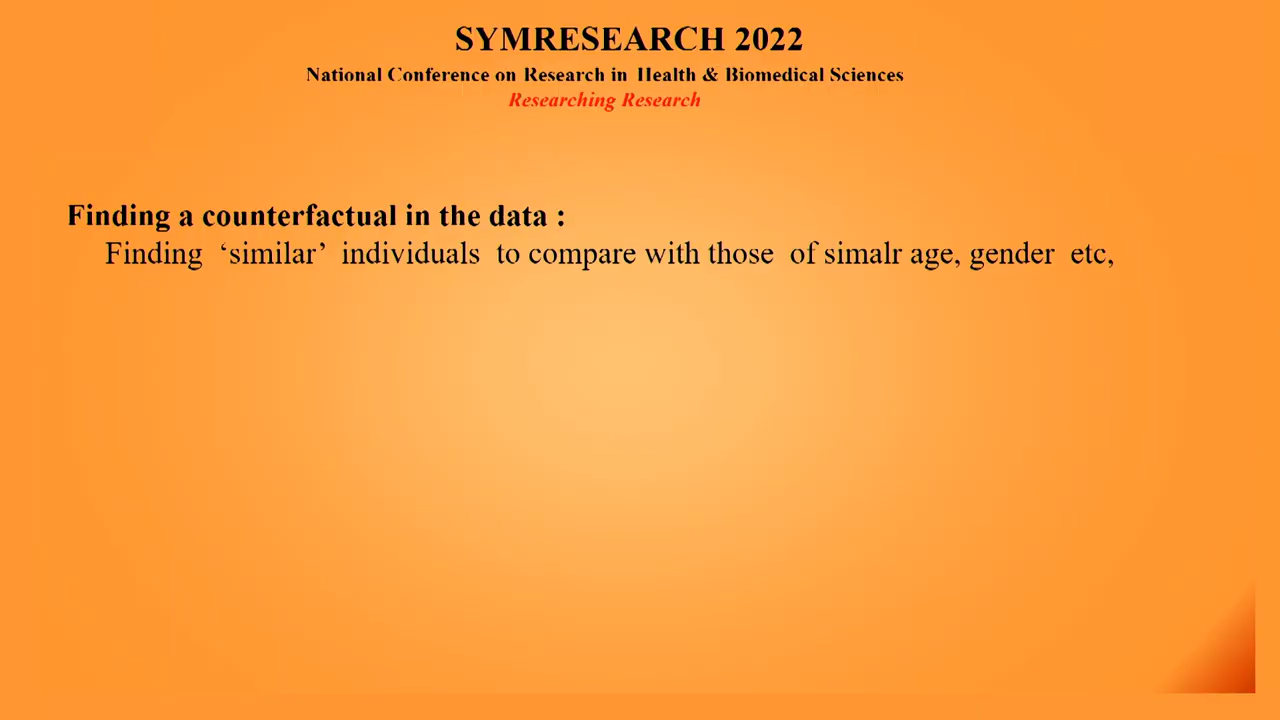 SYMRESEARCH 2022
National Conference on Research in Health & Biomedical Sciences
Researching Research
Finding a counterfactual in the data :
Finding ‘similar’ individuals to compare with those of simalr age, gender etc,